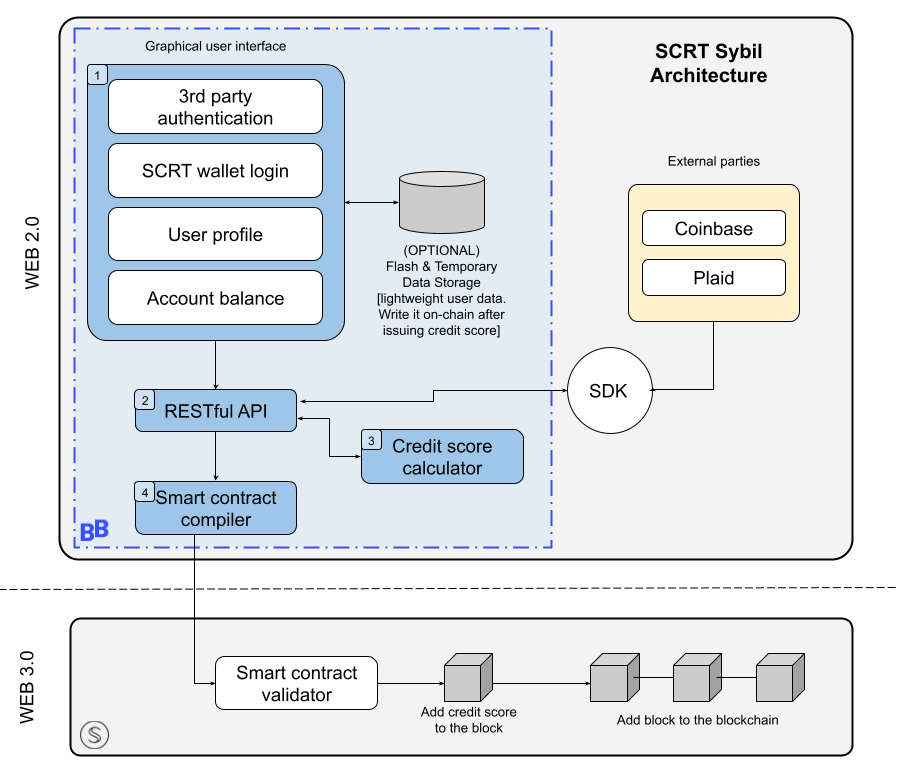 SCRT Sybil
Architecture
WEB 2.0
Graphical user interface
1
3rd party
authentication
SCRT wallet login
User profile
Account balance
(OPTIONAL)
Flash & Temporary
Data Storage
[lightweight user data.
Write it on-chain after
issuing credit score]
External parties
Coinbase
Plaid
SDK
2
RESTful API
3
Credit score
calculator
4
Smart contract
compiler
BB
WEB 3.0
Smart contract
validator
Add credit score
to the block
Add block to the blockchain
S